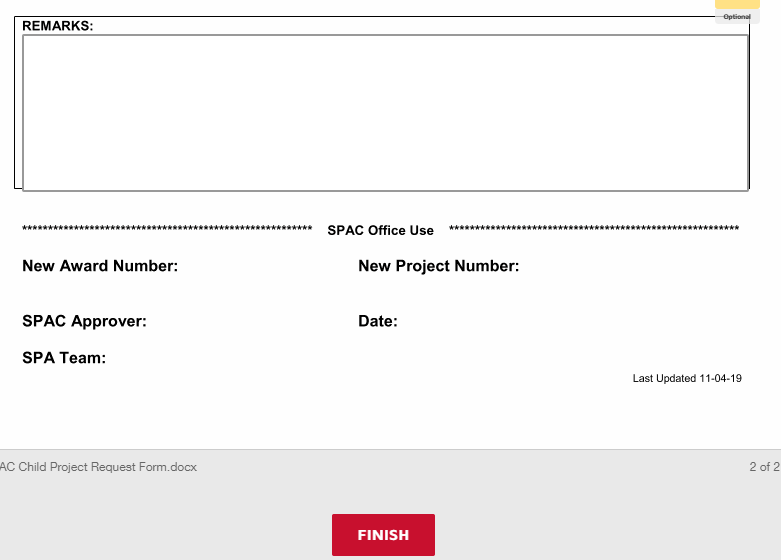 Optional
REMARKS:
******************************************************** SPAC Office Use ********************************************************
New Award Number: New Project Number:
SPAC Approver: Date:
SPA Team:
Last Updated 11-04-19
AC Child Project Request Form.docx 2 of 2
FINISH